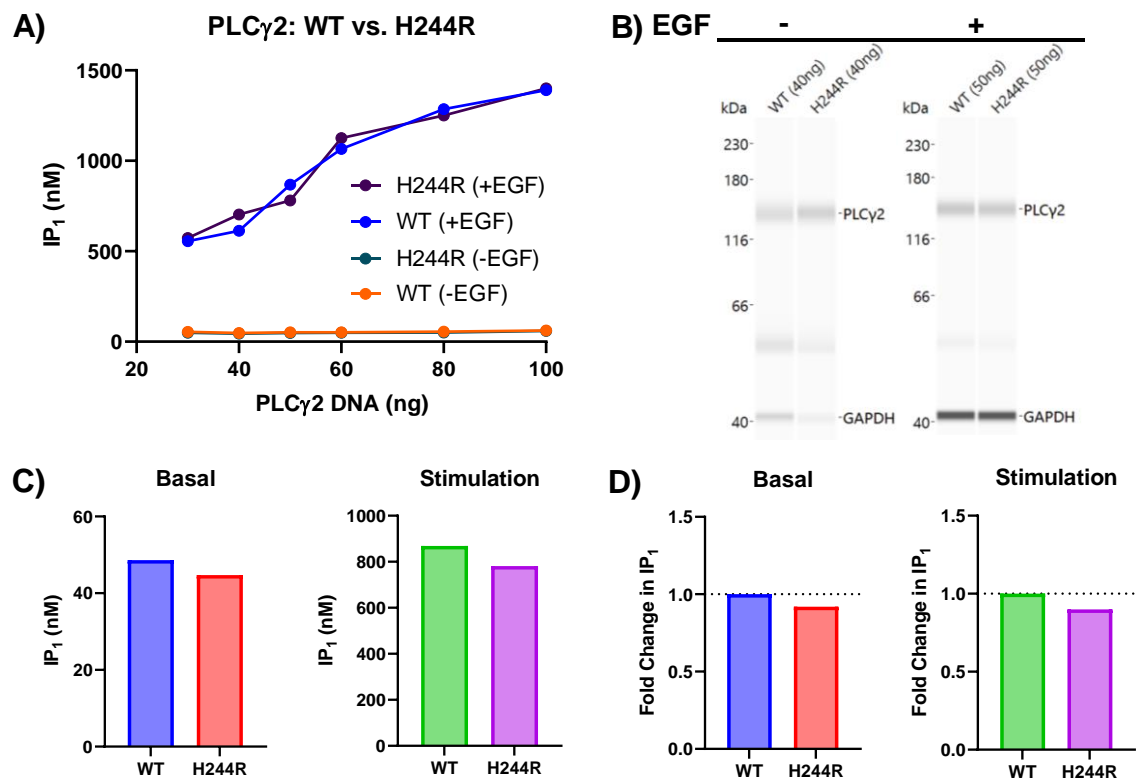 A)
PLCγ2: WT vs. H244R
1500
1000
500
0
IP1 (nM)
H244R (+EGF)
WT (+EGF)
H244R (-EGF)
WT (-EGF)
20 40 60 80 100
PLCγ2 DNA (ng)
B) EGF - +
WT (40ng) H244R (40ng)
kDa
230-
180-
116-
66-
40-
-PLCγ2
-GAPDH
WT (50ng) H244R (50ng)
kDa
230-
180-
116-
66-
40-
-PLCγ2
-GAPDH
C)
Basal
60
40
20
0
IP1 (nM)
WT H244R
Stimulation
1000
800
600
400
200
0
IP1 (nM)
WT H244R
D)
Basal
1.5
1.0
0.5
0.0
Fold Change in IP1
WT H244R
Stimulation
1.5
1.0
0.5
0.0
Fold Change in IP1
WT H244R